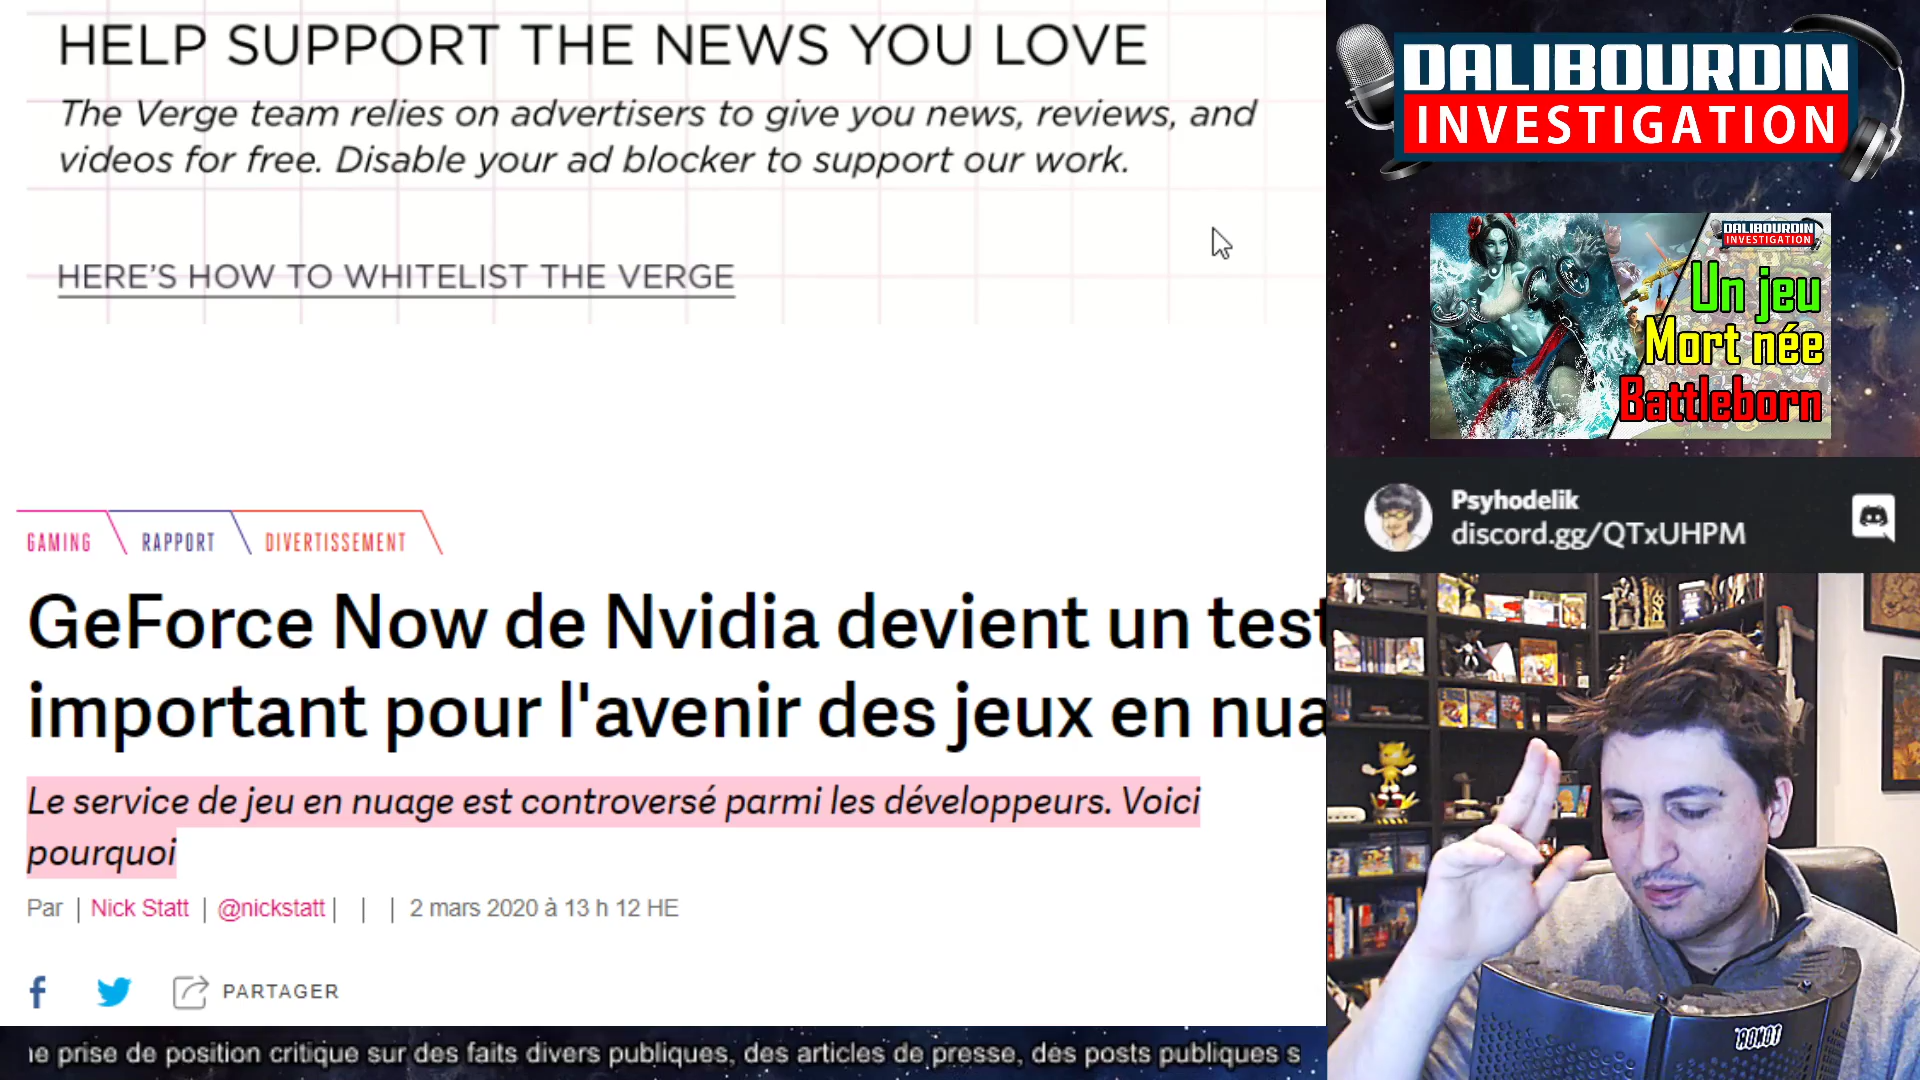 HELP SUPPORT THE NEWS YOU LOVE
The Verge team relies on advertisers to give you news, reviews, and
videos for free. Disable your ad blocker to support our work.
HERE'S HOW TO WHITELIST THE VERGE
GAMING RAPPORT DIVERTISSEMENT
GeForce Now de Nvidia devient un test
important pour l'avenir des jeux en nua
Le service de jeu en nuage est controversé parmi les développeurs. Voici
pourquoi
Par | Nick Statt | @nickstatt | | | 2 mars 2020 à 13 h 12 HE
PARTAGER
ne prise de position critique sur des faits divers publiques, des articles de presse, des posts publiques s
DALIBOURDIN
INVESTIGATION
DALIBOURDIN
INVESTIGATION
Un jeu
Mort née
Battleborn
Psyhodelik
discord.gg/QTxUHPM
AOKOT